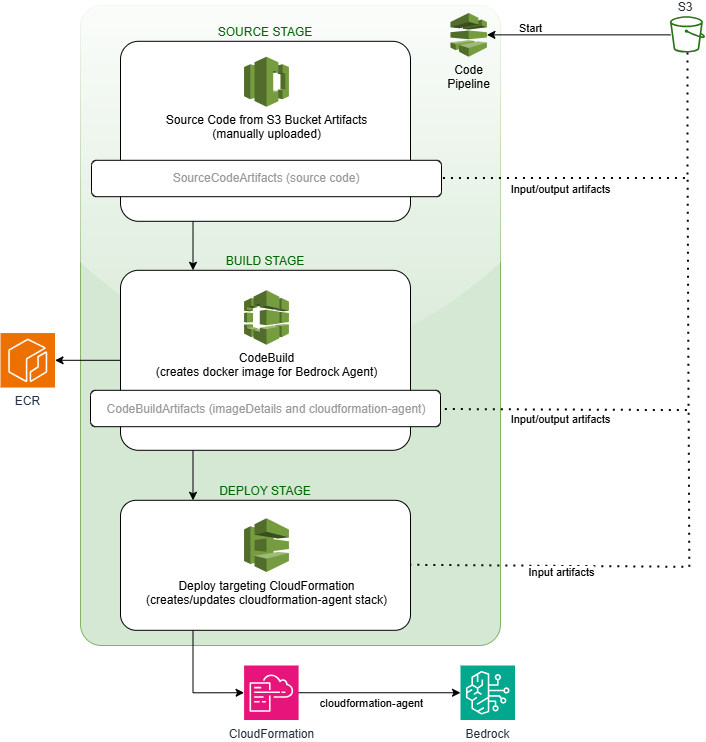 S3
SOURCE STAGE
Start
Code
Pipeline
Source Code from S3 Bucket Artifacts
(manually uploaded)
SourceCodeArtifacts (source code)
Input/output artifacts
BUILD STAGE
CodeBuild
(creates docker image for Bedrock Agent)
ECR
CodeBuildArtifacts (imageDetails and cloudformation-agent)
Input/output artifacts
DEPLOY STAGE
Deploy targeting CloudFormation
(creates/updates cloudformation-agent stack)
Input artifacts
cloudformation-agent
CloudFormation
Bedrock